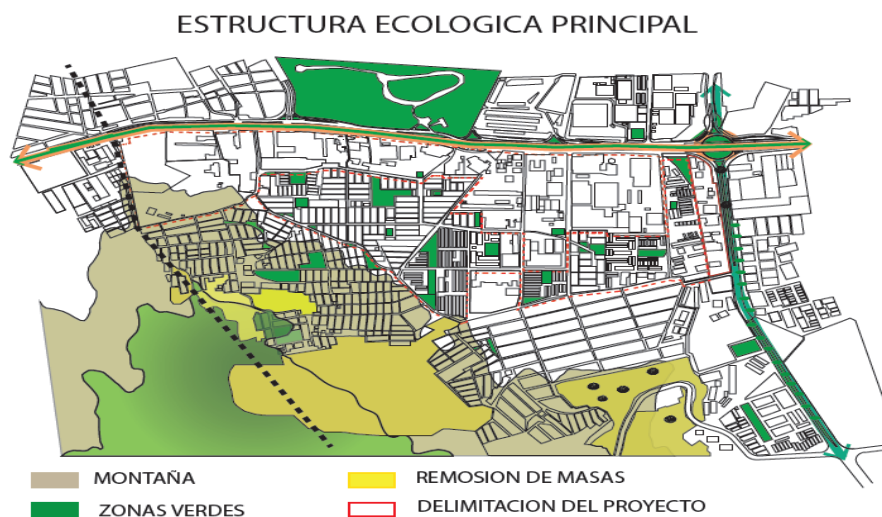 ESTRUCTURA ECOLOGICA PRINCIPAL
MONTAÑA
REMOSION DE MASAS
ZONAS VERDES
DELIMITACION DEL PROYECTO